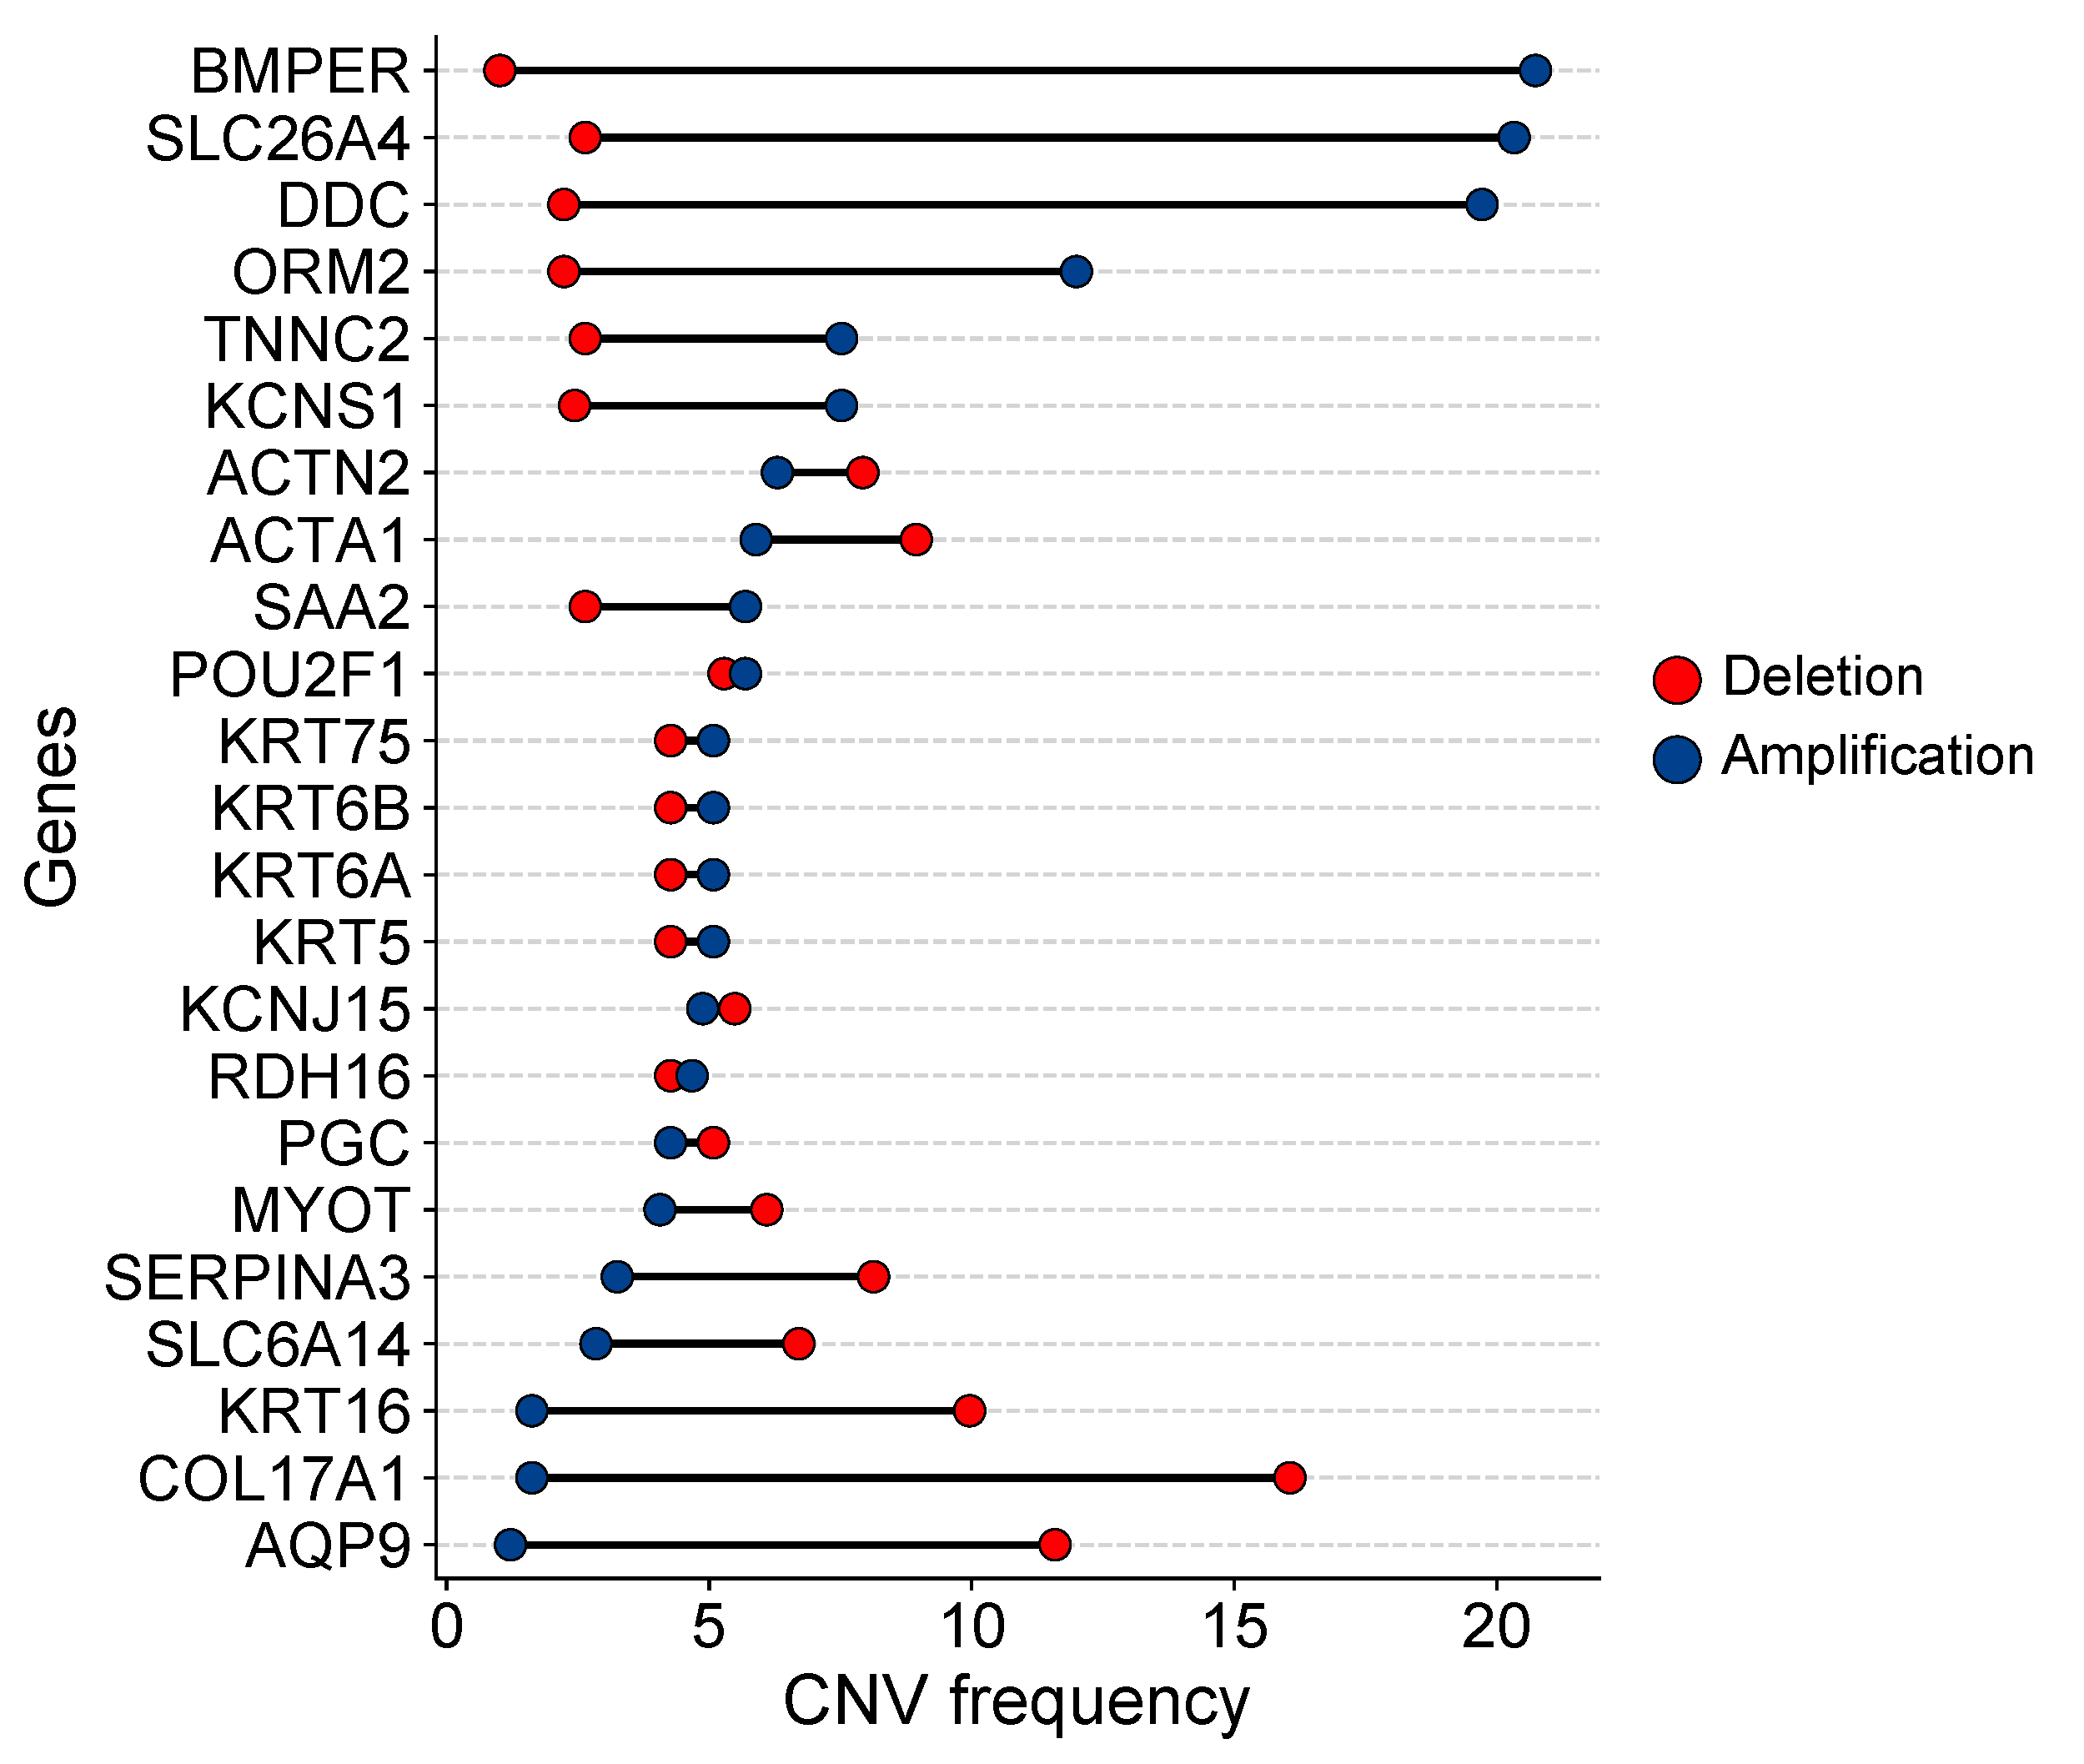 BMPER
SLC26A4
DDC
ORM2
TNNC2
KCNS1
ACTN2
ACTA1
SAA2
POU2F1
KRT75
KRT6B
KRT6A
KRT5
KCNJ15
RDH16
PGC
MYOT
SERPINA3
SLC6A14
KRT16
COL17A1
AQP9
Genes
0 5 10 15 20
CNV frequency
Deletion
Amplification